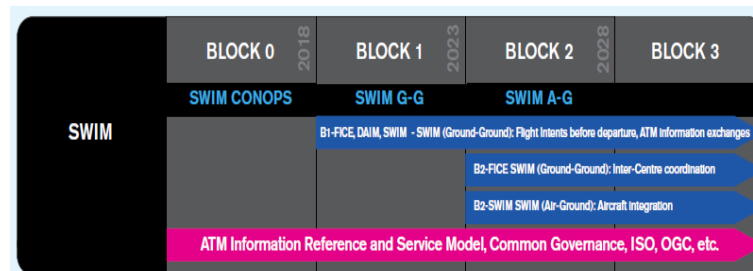 BLOCK 0
2018
BLOCK 1
2023
BLOCK 2
2028
BLOCK 3
SWIM
SWIM CONOPS
SWIM G-G
SWIM A-G
B1-FICE, DAIM, SWIM - SWIM (Ground-Ground): Flight intents before departure, ATM information exchanges
B2-FICE SWIM (Ground-Ground): Inter-Centre coordination
B2-SWIM SWIM (Air-Ground): Aircraft integration
ATM Information Reference and Service Model, Common Governance, ISO, OGC, etc.